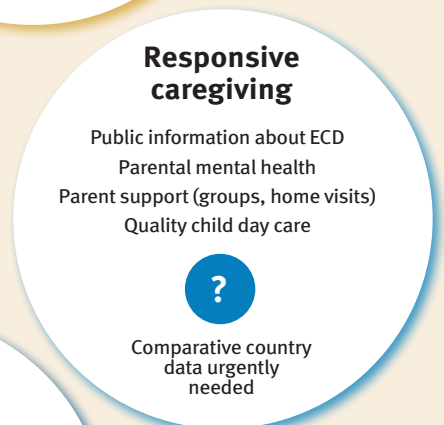 Responsive
caregiving
Public information about ECD
Parental mental health
Parent support (groups, home visits)
Quality child day care
?
Comparative country
data urgently
needed